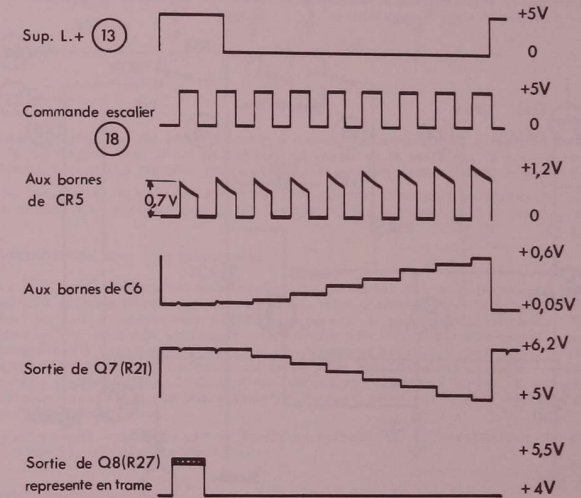 Sup. L.+ 13
+5V
0
Commande escalier
18
+5V
0
Aux bornes
de CR5
0,7V
+1,2V
0
Aux bornes de C6
+0,6V
+0,05V
Sortie de Q7 (R21)
+6,2V
+5V
Sortie de Q8 (R27)
represente en trame
+5,5V
+4V